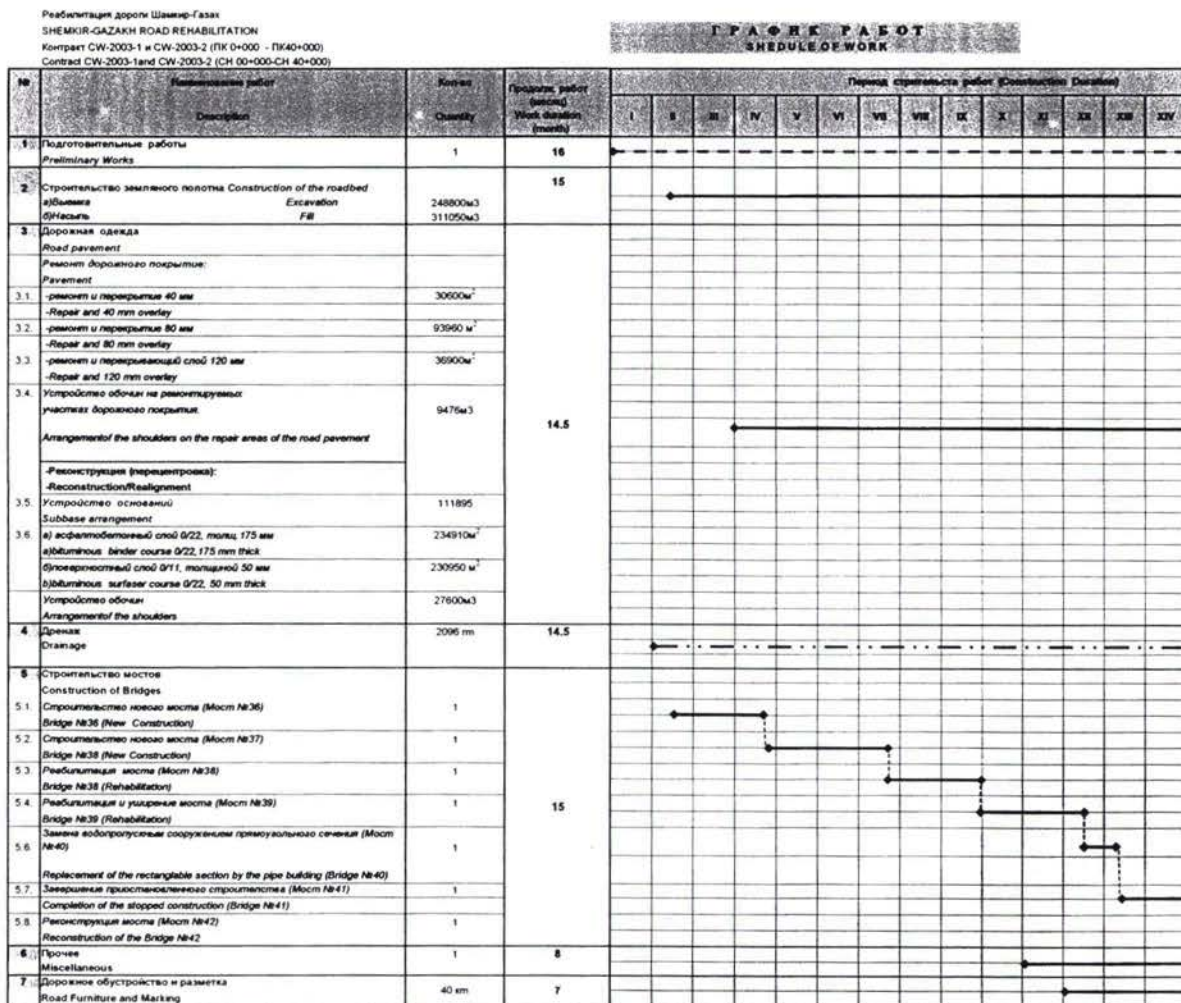 Реабилитация дороги Шамкир-Газах
SHEMKIR-GAZAKH ROAD REHABILITATION
Контракт CW-2003-1 и CW-2003-2 (ПК 0+000 - ПК40+000)
Contract CW-2003-1and CW-2003-2 (CH 00+000-CH 40+000)
ГРАФИК РАБОТ
SHEDULE OF WORK
№ Наименование работ Кол-во Продолж. работ (месяц) Период строительства работ (Construction Duration)
Description Quantity Work duration (month) I II III IV V VI VII VIII IX X XI XII XIII XIV
1 Подготовительные работы 1 16
Preliminary Works
2 Строительство земляного полотна Construction of the roadbed 15
а)Выемка Excavation 248800м3
б)Насыпь Fill 311050м3
3 Дорожная одежда 14.5
Road pavement
Ремонт дорожного покрытие:
Pavement
3.1. -ремонт и перекрытие 40 мм 30600м²
-Repair and 40 mm overlay
3.2. -ремонт и перекрытие 80 мм 93960 м²
-Repair and 80 mm overlay
3.3. -ремонт и перекрывающий слой 120 мм 36900м²
-Repair and 120 mm overlay
3.4. Устройство обочин на ремонтируемых
участках дорожного покрытия. 9476м3
Arrangementof the shoulders on the repair areas of the road pavement
-Реконструкция (перецентровка):
-Reconstruction/Realignment
3.5. Устройство оснований 111895
Subbase arrangement
3.6. а) асфалтобетонный слой 0/22, толщ. 175 мм 234910м²
a)bituminous binder course 0/22, 175 mm thick
б)поверхностный слой 0/11, толщиной 50 мм 230950 м²
b)bituminous surfaser course 0/22, 50 mm thick
Устройство обочин 27600м3
Arrangementof the shoulders
4 Дренаж 2096 m 14.5
Drainage
5 Строительство мостов 15
Construction of Bridges
5.1. Строительство нового моста (Мост №36) 1
Bridge №36 (New Construction)
5.2. Строительство нового моста (Мост №37) 1
Bridge №38 (New Construction)
5.3. Реабилитация моста (Мост №38) 1
Bridge №38 (Rehabilitation)
5.4. Реабилитация и уширение моста (Мост №39) 1
Bridge №39 (Rehabilitation)
Замена водопропускным сооружением прямоугольного сечения (Мост
5.6 №40) 1
Replacement of the rectanglable section by the pipe building (Bridge №40)
5.7. Завершение приостановленного строителства (Мост №41) 1
Completion of the stopped construction (Bridge №41)
5.8. Реконструкция моста (Мост №42) 1
Reconstruction of the Bridge №42
6 Прочее 1 8
Miscellaneous
7 Дорожное обустройство и разметка 40 km 7
Road Furniture and Marking